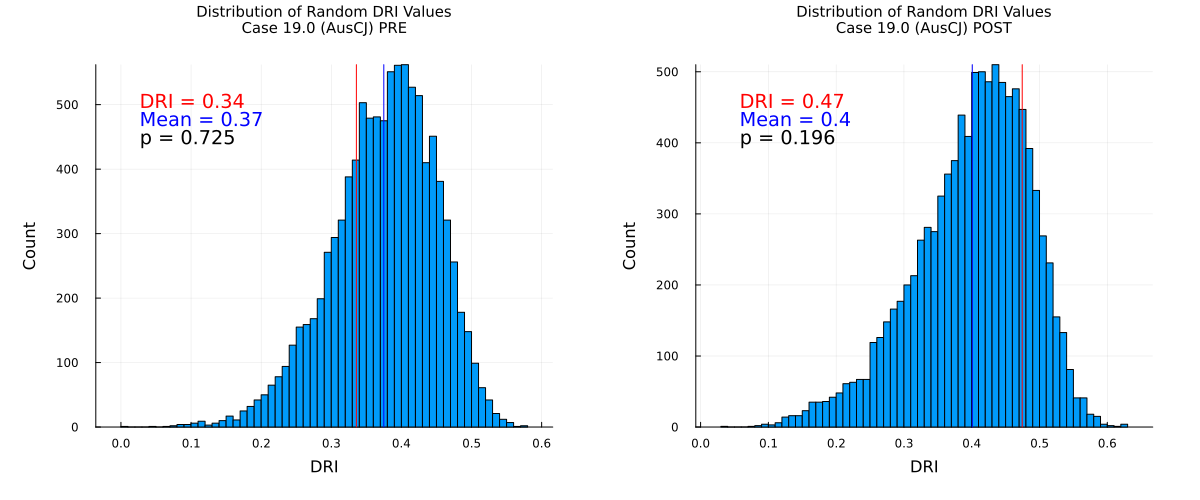 Distribution of Random DRI Values
Case 19.0 (AusCJ) PRE
DRI = 0.34
Mean = 0.37
p = 0.725
Count
500
400
300
200
100
0
0.0 0.1 0.2 0.3 0.4 0.5 0.6
DRI
Distribution of Random DRI Values
Case 19.0 (AusCJ) POST
DRI = 0.47
Mean = 0.4
p = 0.196
Count
500
400
300
200
100
0
0.0 0.1 0.2 0.3 0.4 0.5 0.6
DRI